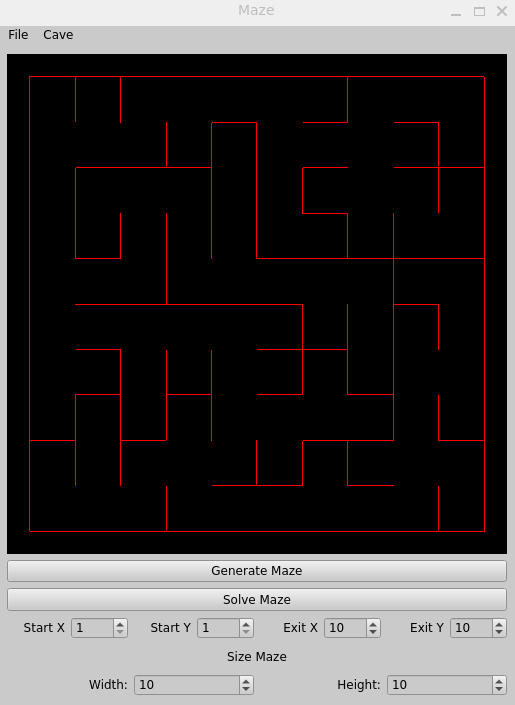 Maze
File Cave
Generate Maze
Solve Maze
Start X 1 Start Y 1 Exit X 10 Exit Y 10
Size Maze
Width: 10 Height: 10